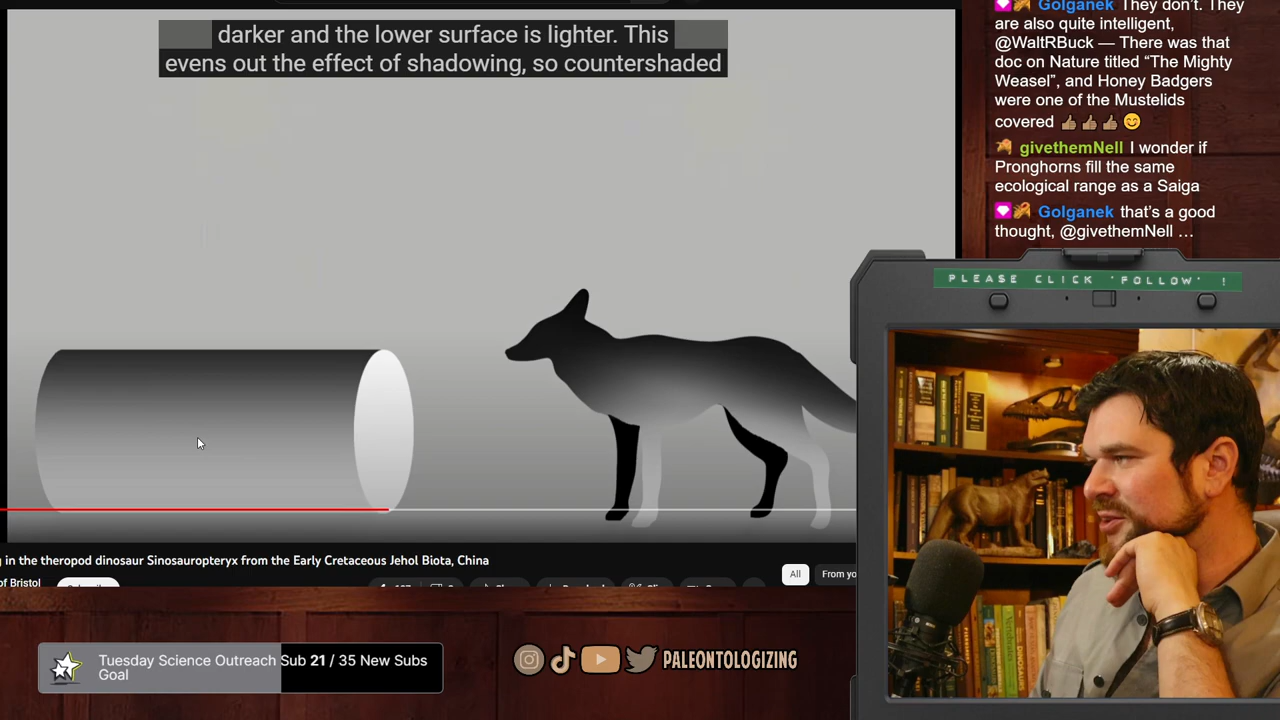 darker and the lower surface is lighter. This
evens out the effect of shadowing, so countershaded
Golganek They don't. They
are also quite intelligent,
@WaltRBuck — There was that
doc on Nature titled “The Mighty
Weasel”, and Honey Badgers
were one of the Mustelids
covered 👍🏽👍🏽👍🏽😊
givethemNell I wonder if
Pronghorns fill the same
ecological range as a Saiga
Golganek that's a good
thought, @givethemNell ...
PLEASE CLICK 'FOLLOW' !
in the theropod dinosaur Sinosauropteryx from the Early Cretaceous Jehol Biota, China
of Bristol
All
From yo
Tuesday Science Outreach Sub 21 / 35 New Subs
Goal
PALEONTOLOGIZING